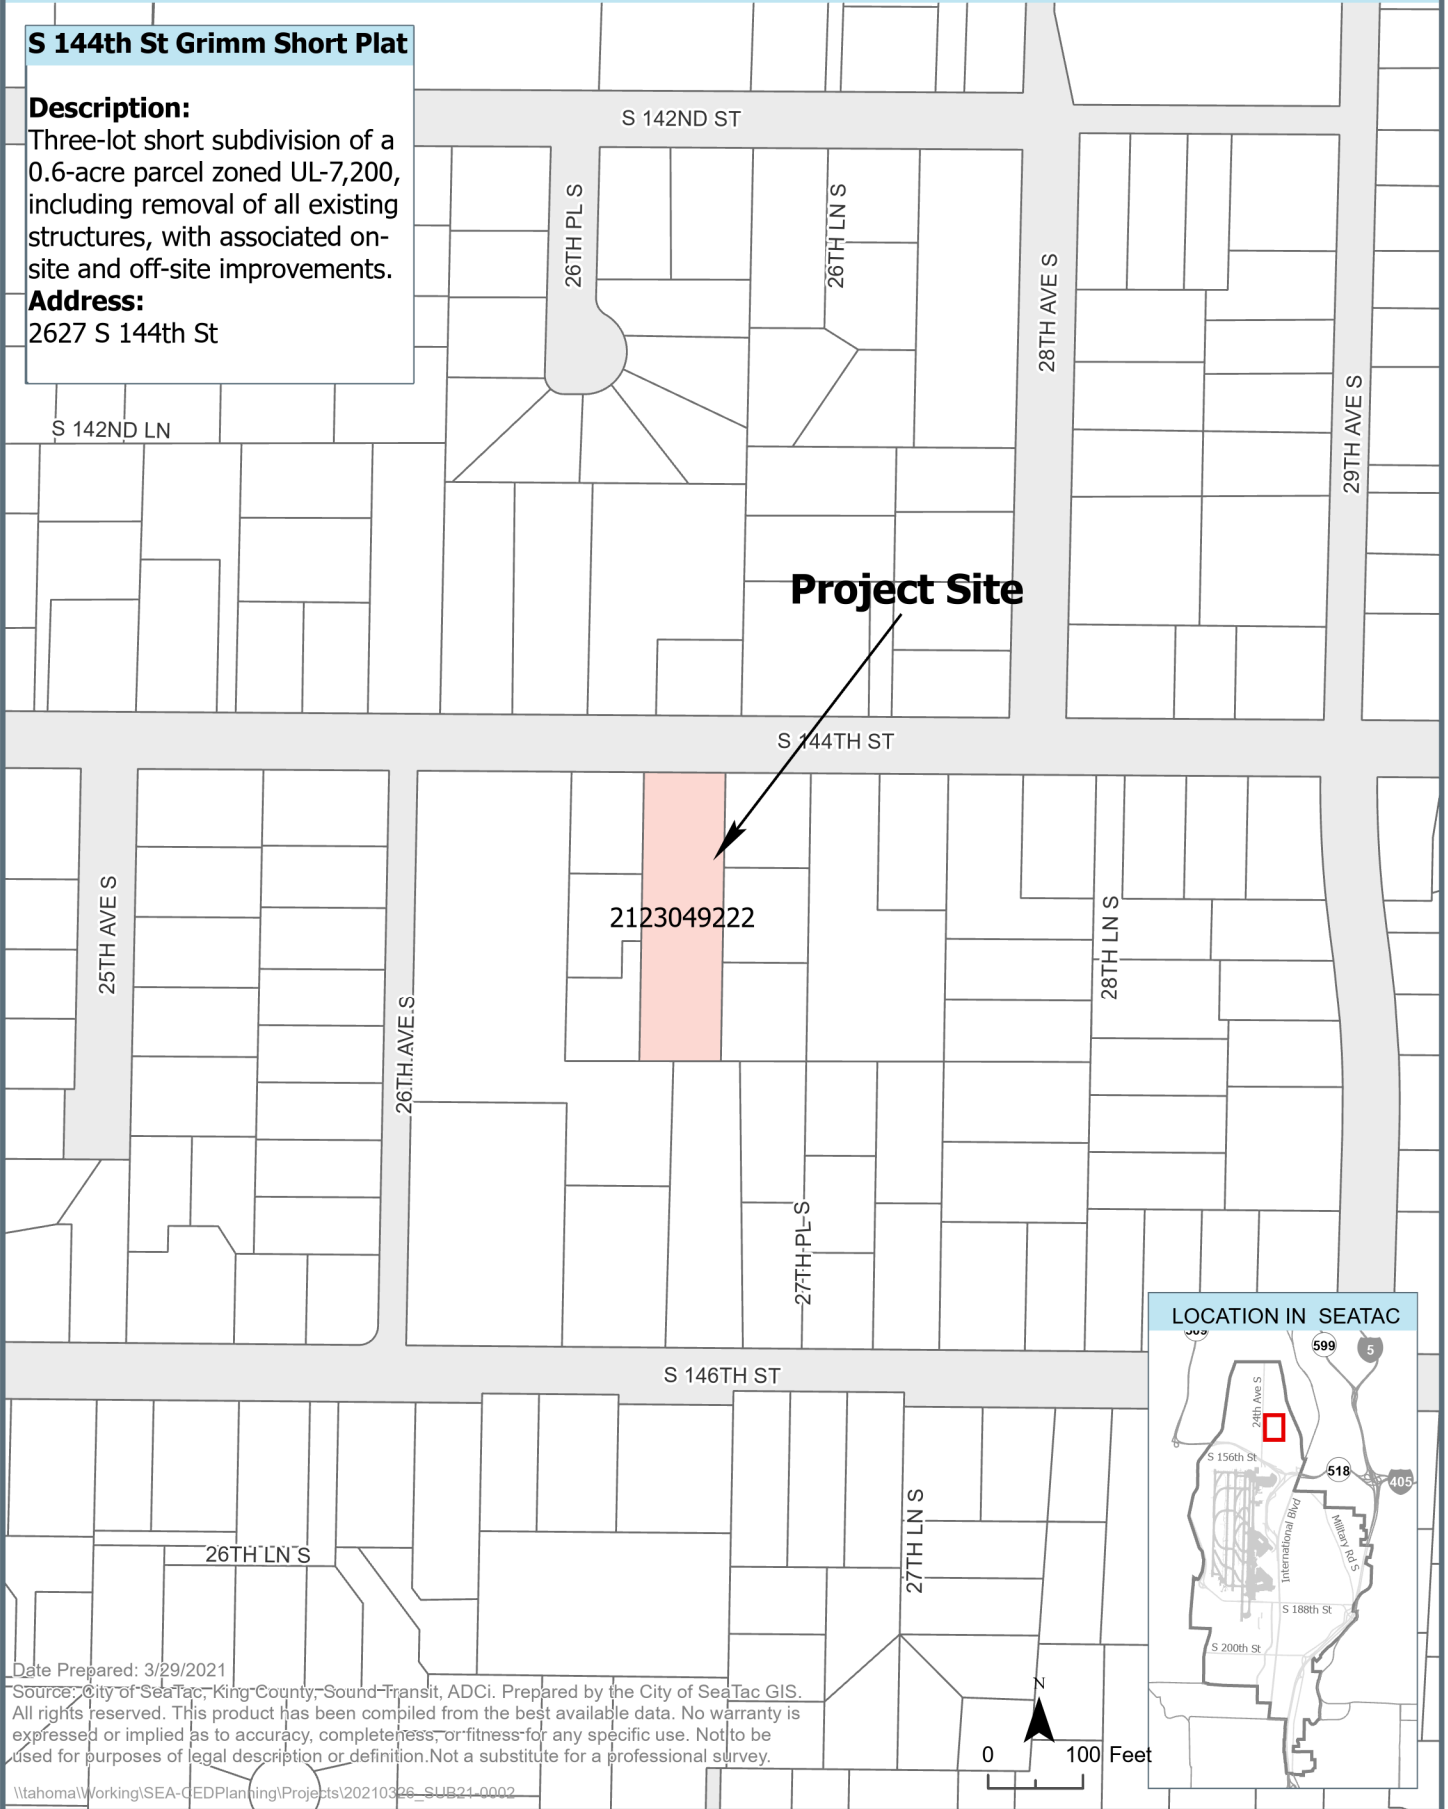 S 144th St Grimm Short Plat
Description:
Three-lot short subdivision of a
0.6-acre parcel zoned UL-7,200,
including removal of all existing
structures, with associated on-
site and off-site improvements.
Address:
2627 S 144th St
S 142ND ST
26TH PL S
26TH LN S
28TH AVE S
29TH AVE S
S 142ND LN
Project Site
S 144TH ST
2123049222
25TH AVE S
26TH AVE S
28TH LN S
27TH PL S
S 146TH ST
26TH LN S
27TH LN S
LOCATION IN SEATAC
509
599
5
24th Ave S
S 156th St
518
405
International Blvd
Military Rd S
S 188th St
S 200th St
Date Prepared: 3/29/2021
Source: City of SeaTac, King County, Sound Transit, ADCi. Prepared by the City of SeaTac GIS.
All rights reserved. This product has been compiled from the best available data. No warranty is
expressed or implied as to accuracy, completeness, or fitness for any specific use. Not to be
used for purposes of legal description or definition.Not a substitute for a professional survey.
\\tahoma\Working\SEA-CEDPlanning\Projects\20210326_SUB21-0002
N
0 100 Feet